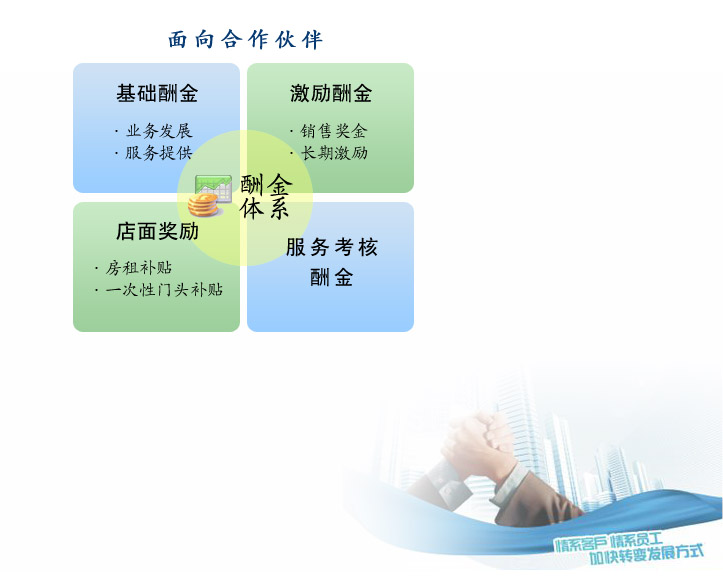 面向合作伙伴
基础酬金
·业务发展
·服务提供
激励酬金
·销售奖金
·长期激励
酬金
体系
店面奖励
·房租补贴
·一次性门头补贴
服务考核
酬金
情系客户 情系员工
加快转变发展方式